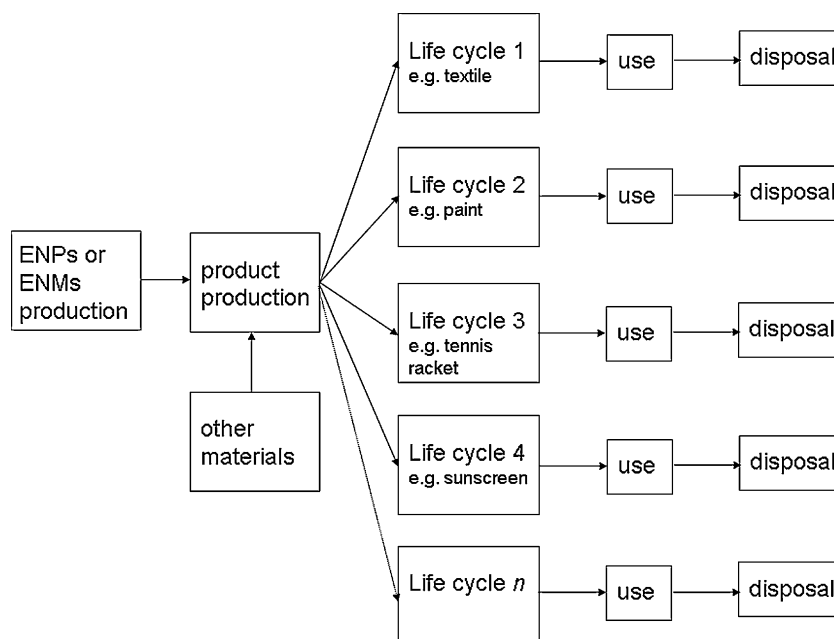 Life cycle 1
e.g. textile
use
disposal
Life cycle 2
e.g. paint
use
disposal
ENPs or
ENMs
production
product
production
Life cycle 3
e.g. tennis
racket
use
disposal
other
materials
Life cycle 4
e.g. sunscreen
use
disposal
Life cycle n
use
disposal